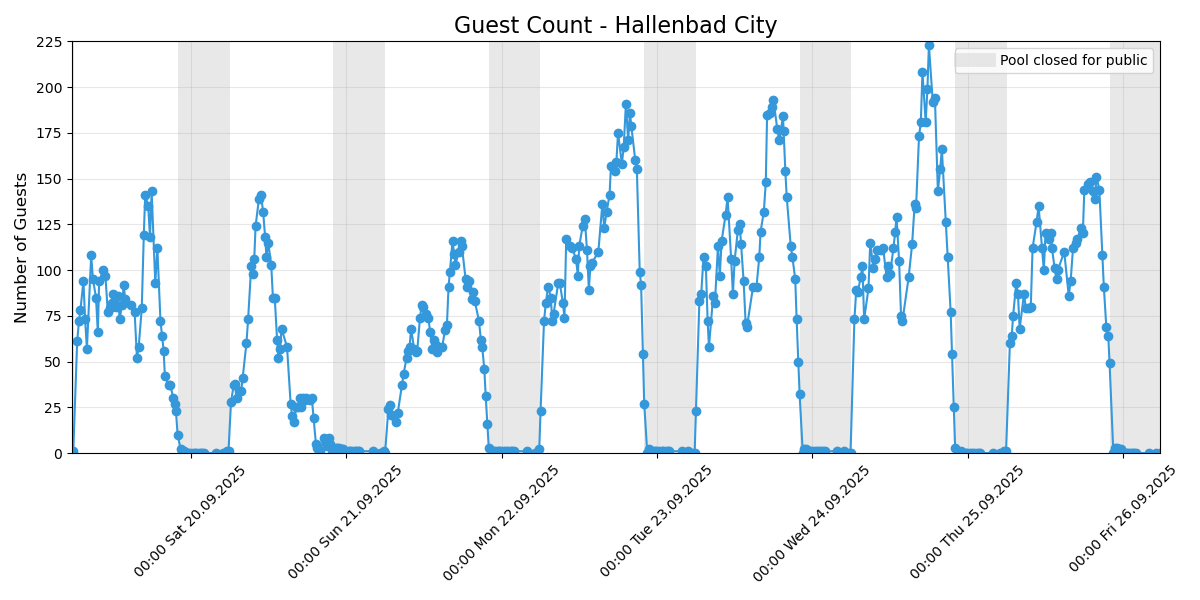 Guest Count - Hallenbad City
Number of Guests
225
200
175
150
125
100
75
50
25
0
Pool closed for public
00:00 Sat 20.09.2025
00:00 Sun 21.09.2025
00:00 Mon 22.09.2025
00:00 Tue 23.09.2025
00:00 Wed 24.09.2025
00:00 Thu 25.09.2025
00:00 Fri 26.09.2025